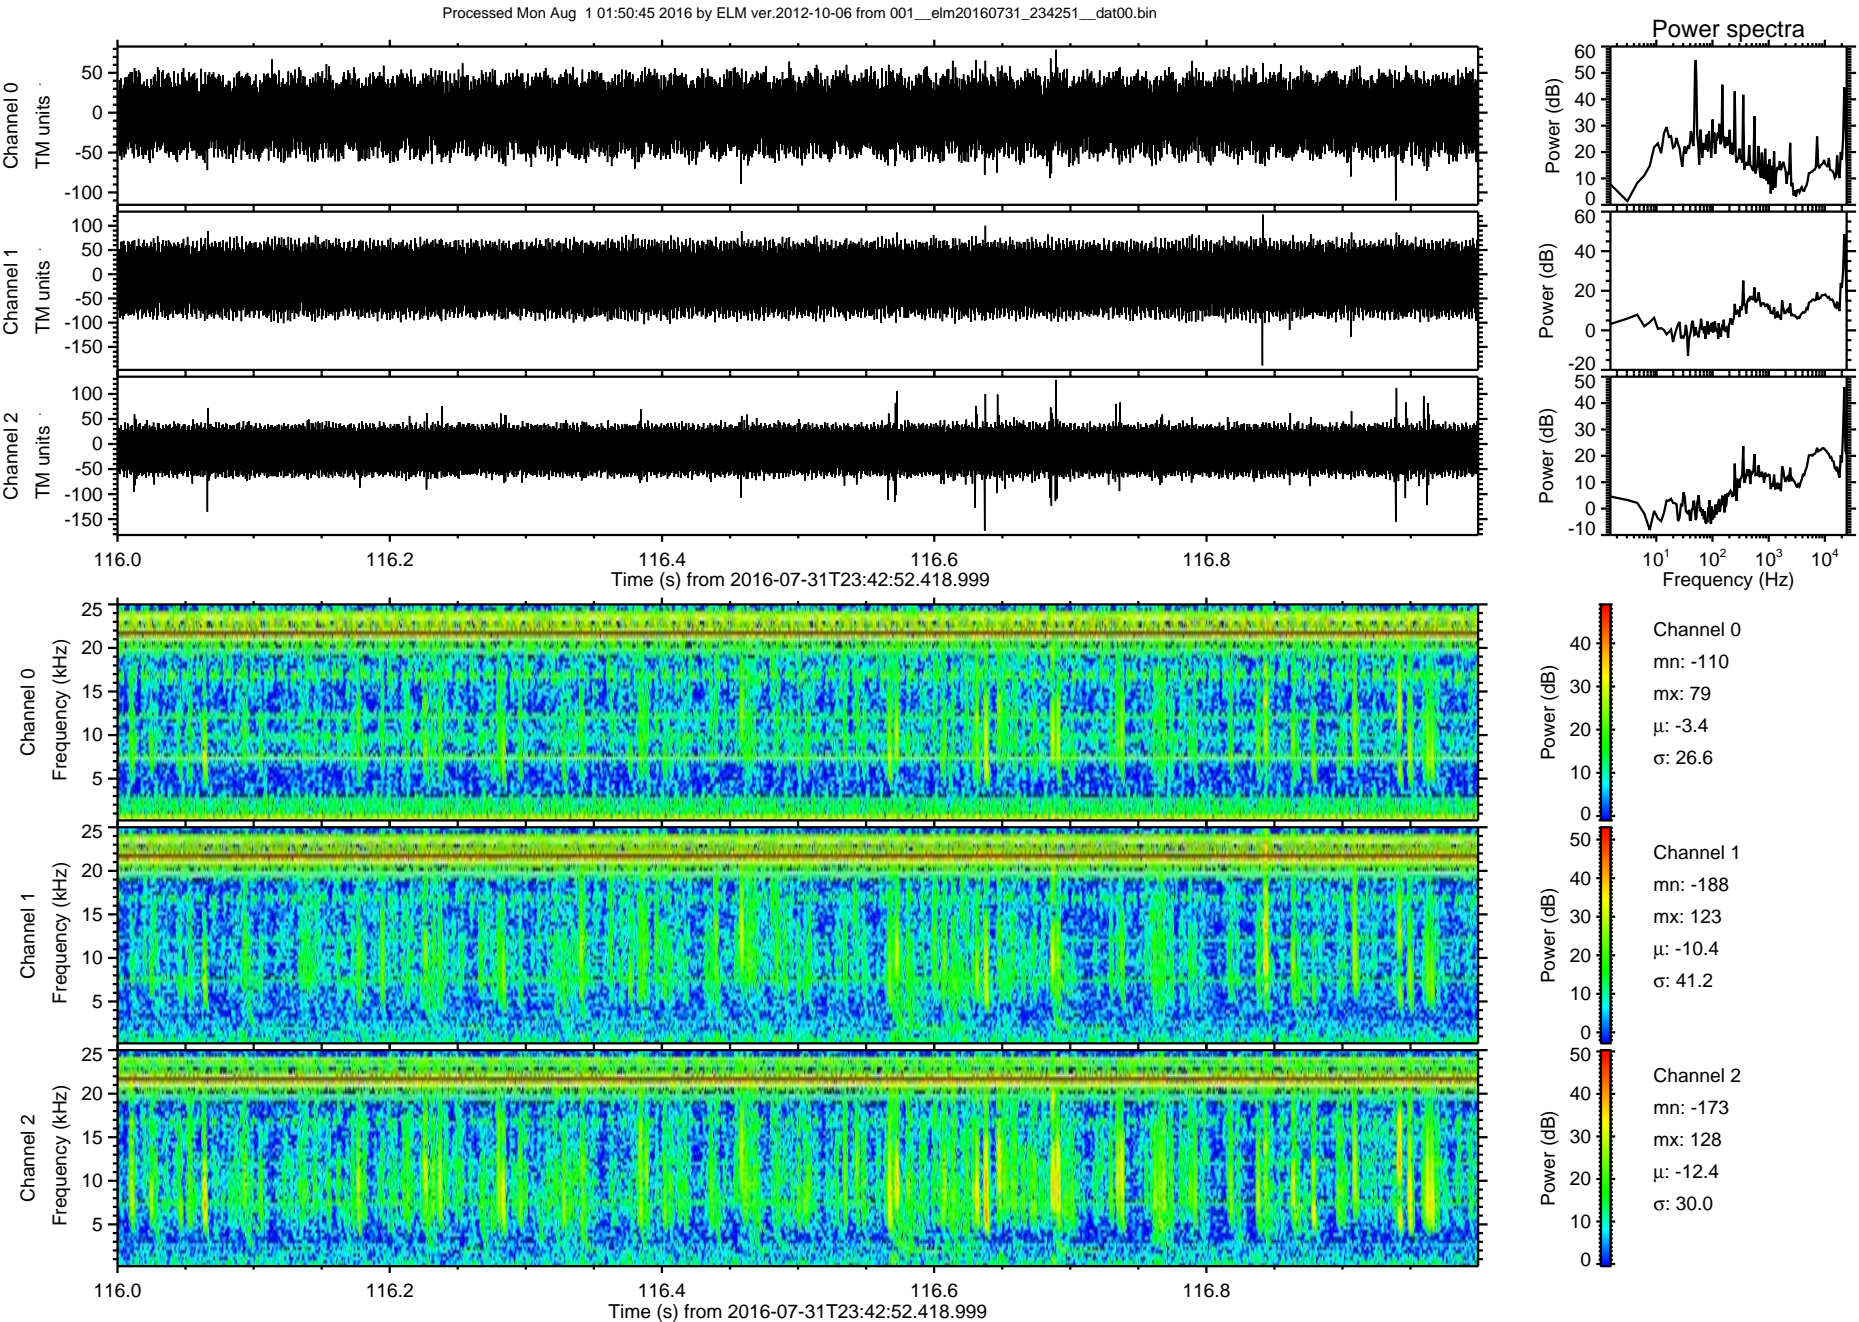 Processed Mon Aug  1 01:50:45 2016 by ELM ver.2012-10-06 from 001__elm20160731_234251__dat00.bin
Power spectra
Channel 0
TM units
50
0
-50
-100
Power (dB)
60
50
40
30
20
10
0
Channel 1
TM units
100
50
0
-50
-100
-150
Power (dB)
60
40
20
0
-20
Channel 2
TM units
100
50
0
-50
-100
-150
Power (dB)
50
40
30
20
10
0
-10
116.0 116.2 116.4 116.6 116.8
Time (s) from 2016-07-31T23:42:52.418.999
10¹ 10² 10³ 10⁴
Frequency (Hz)
Channel 0
Frequency (kHz)
25
20
15
10
5
Power (dB)
40
30
20
10
0
Channel 0
mn: -110
mx: 79
μ: -3.4
σ: 26.6
Channel 1
Frequency (kHz)
25
20
15
10
5
Power (dB)
50
40
30
20
10
0
Channel 1
mn: -188
mx: 123
μ: -10.4
σ: 41.2
Channel 2
Frequency (kHz)
25
20
15
10
5
Power (dB)
50
40
30
20
10
0
Channel 2
mn: -173
mx: 128
μ: -12.4
σ: 30.0
116.0 116.2 116.4 116.6 116.8
Time (s) from 2016-07-31T23:42:52.418.999